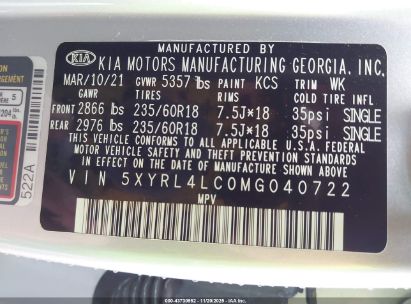 MANUFACTURED BY
KIA KIA MOTORS MANUFACTURING GEORGIA, INC.
MAR/10/21 GVWR 5357 lbs PAINT KCS TRIM WK
GAWR TIRES RIMS COLD TIRE INFL
FRONT 2866 lbs 235/60R18 7.5J×18 35psi SINGLE
REAR 2976 lbs 235/60R18 7.5J×18 35psi SINGLE
THIS VEHICLE CONFORMS TO ALL APPLICABLE U.S.A. FEDERAL
MOTOR VEHICLE SAFETY AND THEFT PREVENTION STANDARDS
IN EFFECT ON THE DATE OF MANUFACTURE SHOWN ABOVE.
VIN 5XYRL4LC0MG040722
MPV
5
522A